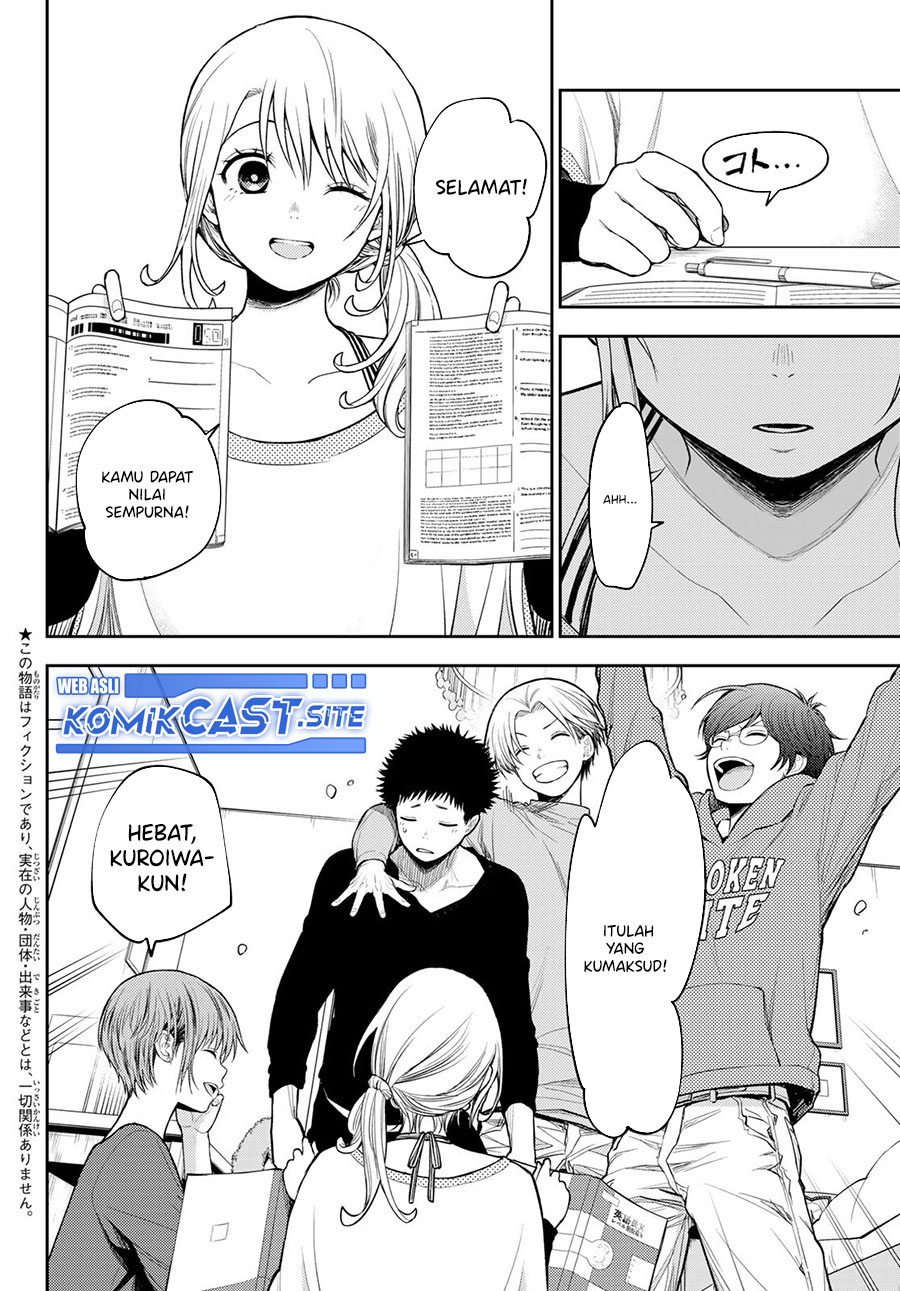 コト...
AHH...
SELAMAT!
KAMU DAPAT
NILAI
SEMPURNA!
WEB ASLI
KOMIKCAST.SITE
ITULAH
YANG
KUMAKSUD!
HEBAT,
KUROIWA-
KUN!
OKEN
ITE
★この物語はフィクションであり、実在の人物・団体・出来事などとは、一切関係ありません。